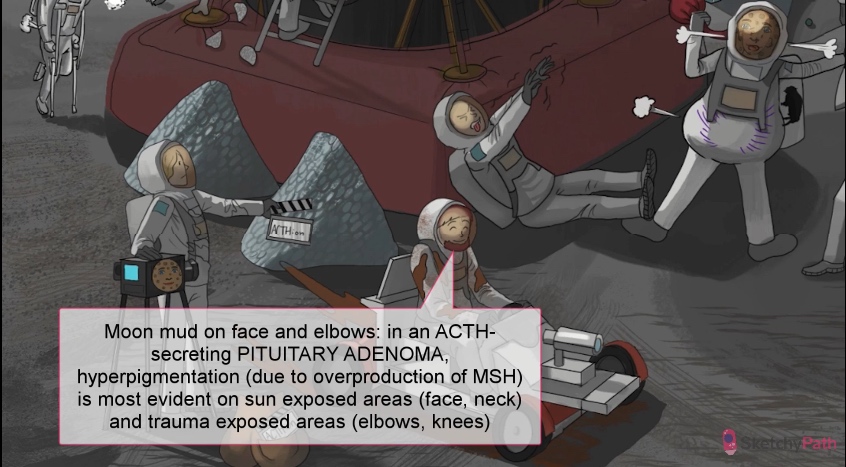 ACTHion
Moon mud on face and elbows: in an ACTH-
secreting PITUITARY ADENOMA,
hyperpigmentation (due to overproduction of MSH)
is most evident on sun exposed areas (face, neck)
and trauma exposed areas (elbows, knees)
SketchyPath